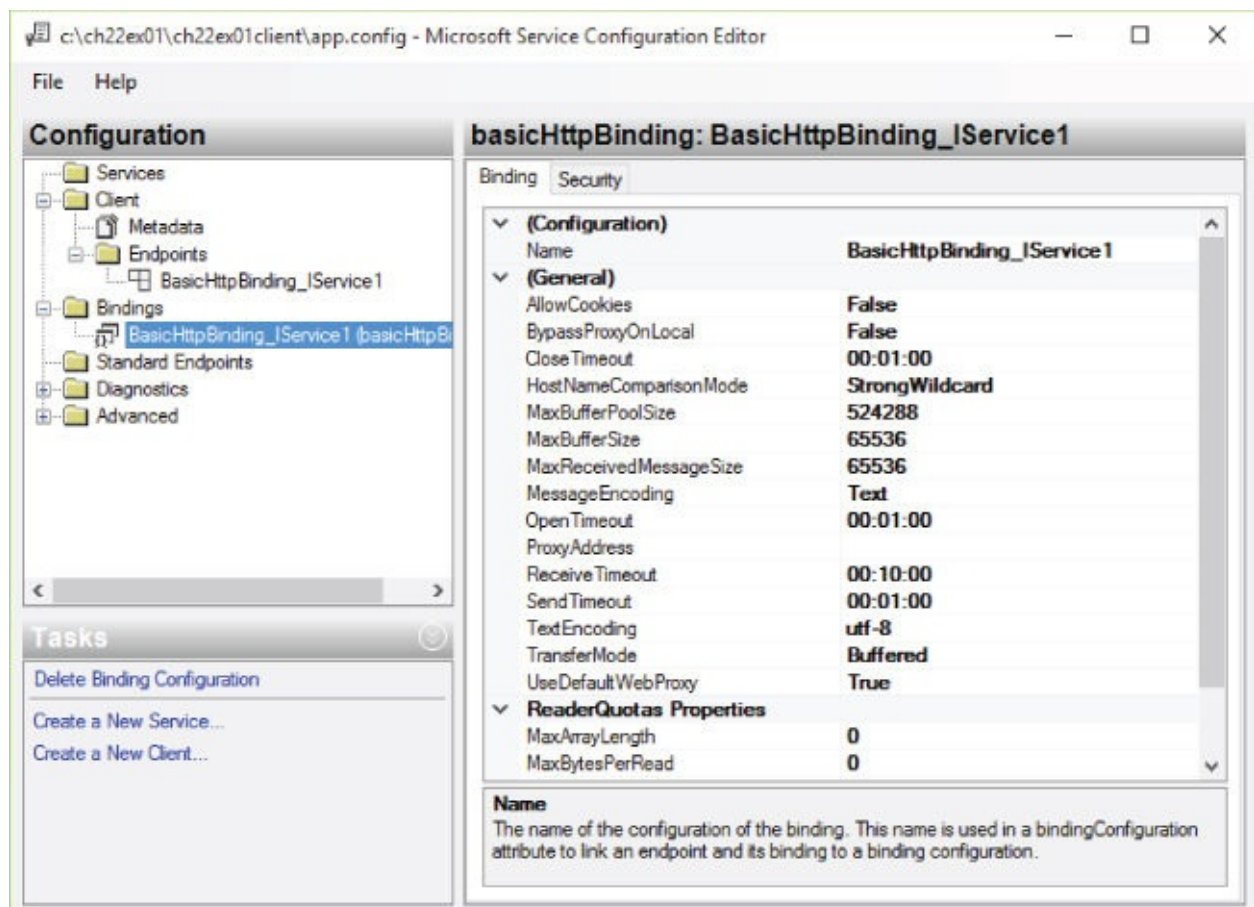 c:\ch22ex01\ch22ex01client\app.config - Microsoft Service Configuration Editor
File Help
Configuration
Services
Client
Metadata
Endpoints
BasicHttpBinding_IService1
Bindings
BasicHttpBinding_IService1 (basicHttpBi
Standard Endpoints
Diagnostics
Advanced
Tasks
Delete Binding Configuration
Create a New Service...
Create a New Client...
basicHttpBinding: BasicHttpBinding_IService1
Binding Security
(Configuration)
Name BasicHttpBinding_IService1
(General)
AllowCookies False
BypassProxyOnLocal False
CloseTimeout 00:01:00
HostNameComparisonMode StrongWildcard
MaxBufferPoolSize 524288
MaxBufferSize 65536
MaxReceivedMessageSize 65536
MessageEncoding Text
OpenTimeout 00:01:00
ProxyAddress
ReceiveTimeout 00:10:00
SendTimeout 00:01:00
TextEncoding utf-8
TransferMode Buffered
UseDefaultWebProxy True
ReaderQuotas Properties
MaxArrayLength 0
MaxBytesPerRead 0
Name
The name of the configuration of the binding. This name is used in a bindingConfiguration
attribute to link an endpoint and its binding to a binding configuration.